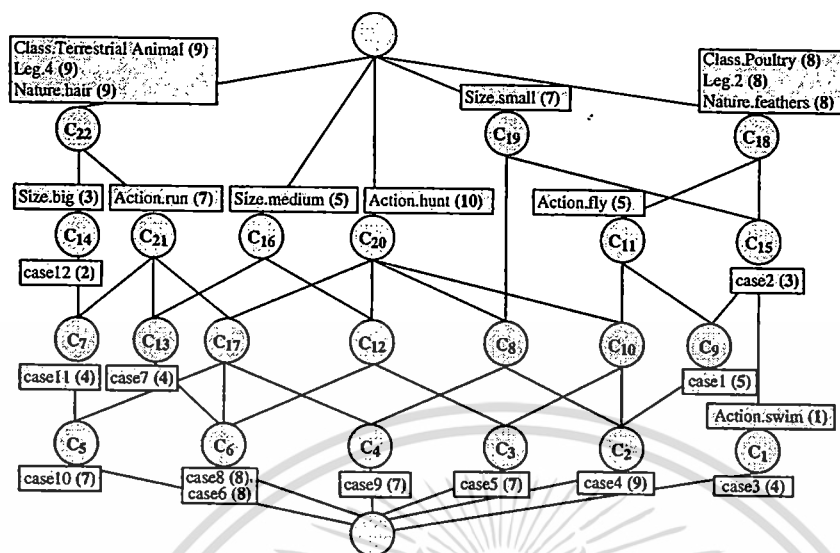 Class.Terrestrial Animal (9)
Leg.4 (9)
Nature.hair (9)
Class.Poultry (8)
Leg.2 (8)
Nature.feathers (8)
Size.small (7)
C22
C19
C18
Size.big (3)
Action.run (7)
Size.medium (5)
Action.hunt (10)
Action.fly (5)
C14
C21
C16
C20
C11
C15
case12 (2)
case2 (3)
C7
C13
C17
C12
C8
C10
C9
case11 (4)
case7 (4)
case1 (5)
Action.swim (1)
C5
C6
C4
C3
C2
C1
case10 (7)
case8 (8)
case6 (8)
case9 (7)
case5 (7)
case4 (9)
case3 (4)